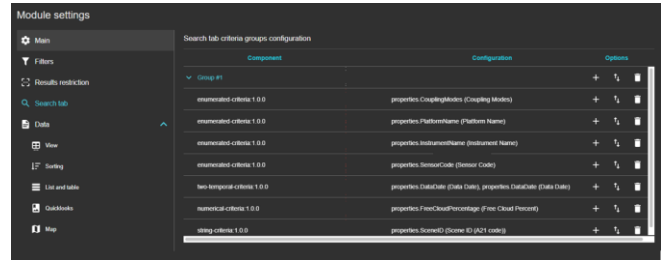 Module settings
Main
Filters
Results restriction
Search tab
Data
View
Sorting
List and table
Quicklooks
Map
Search tab criteria groups configuration
Component Configuration Options
Group #1
enumerated-criteria:1.0.0 properties.CouplingModes (Coupling Modes)
enumerated-criteria:1.0.0 properties.PlatformName (Platform Name)
enumerated-criteria:1.0.0 properties.InstrumentName (Instrument Name)
enumerated-criteria:1.0.0 properties.SensorCode (Sensor Code)
two-temporal-criteria:1.0.0 properties.DataDate (Data Date), properties.DataDate (Data Date)
numerical-criteria:1.0.0 properties.FreeCloudPercentage (Free Cloud Percent)
string-criteria:1.0.0 properties.SceneID (Scene ID (A21 code))